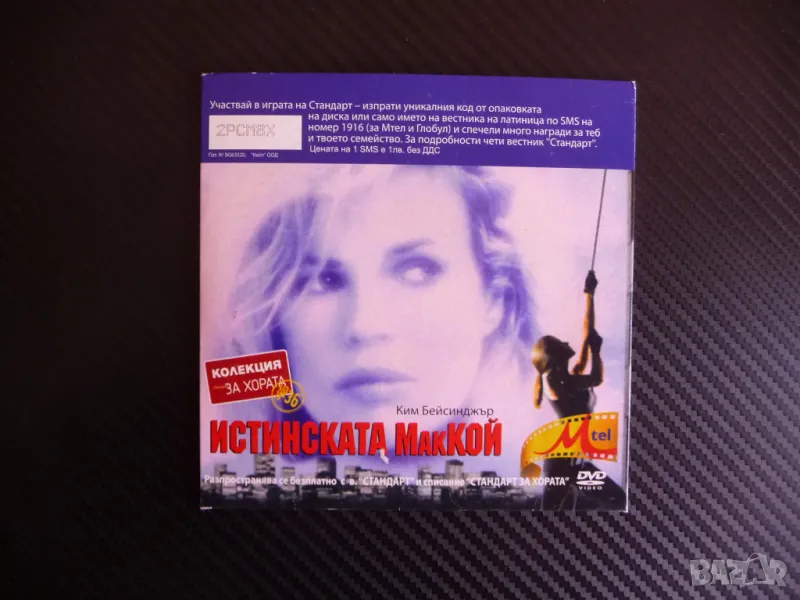 Участвай в играта на Стандарт – изпрати уникалния код от опаковката
на диска или само името на вестника на латиница по SMS на
номер 1916 (за Мтел и Глобул) и спечели много награди за теб
и твоето семейство. За подробности чети вестник "Стандарт".
Цената на 1 SMS е 1лв. без ДДС
2PCM8X
КОЛЕКЦИЯ
ЗА ХОРАТА
Ким Бейсинджър
ИСТИНСКАТА МАККОЙ
M tel
Разпространява се безплатно с в. "СТАНДАРТ" и списание "СТАНДАРТ ЗА ХОРАТА"
DVD
VIDEO
BAZAR